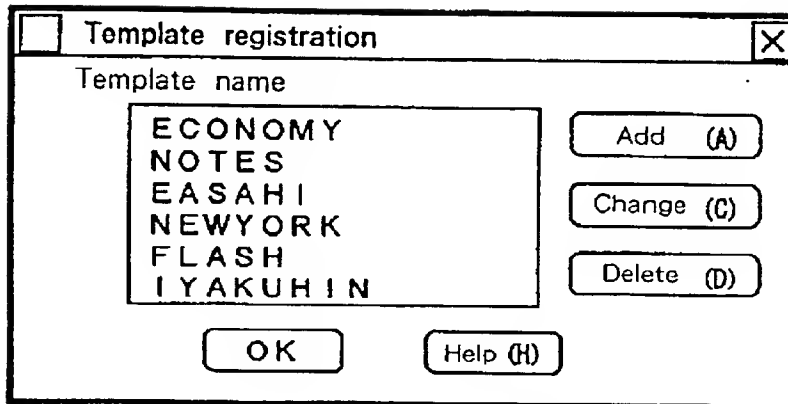 Template registration
Template name
ECONOMY
NOTES
EASAHI
NEWYORK
FLASH
IYAKUHIN
Add (A)
Change (C)
Delete (D)
OK
Help (H)